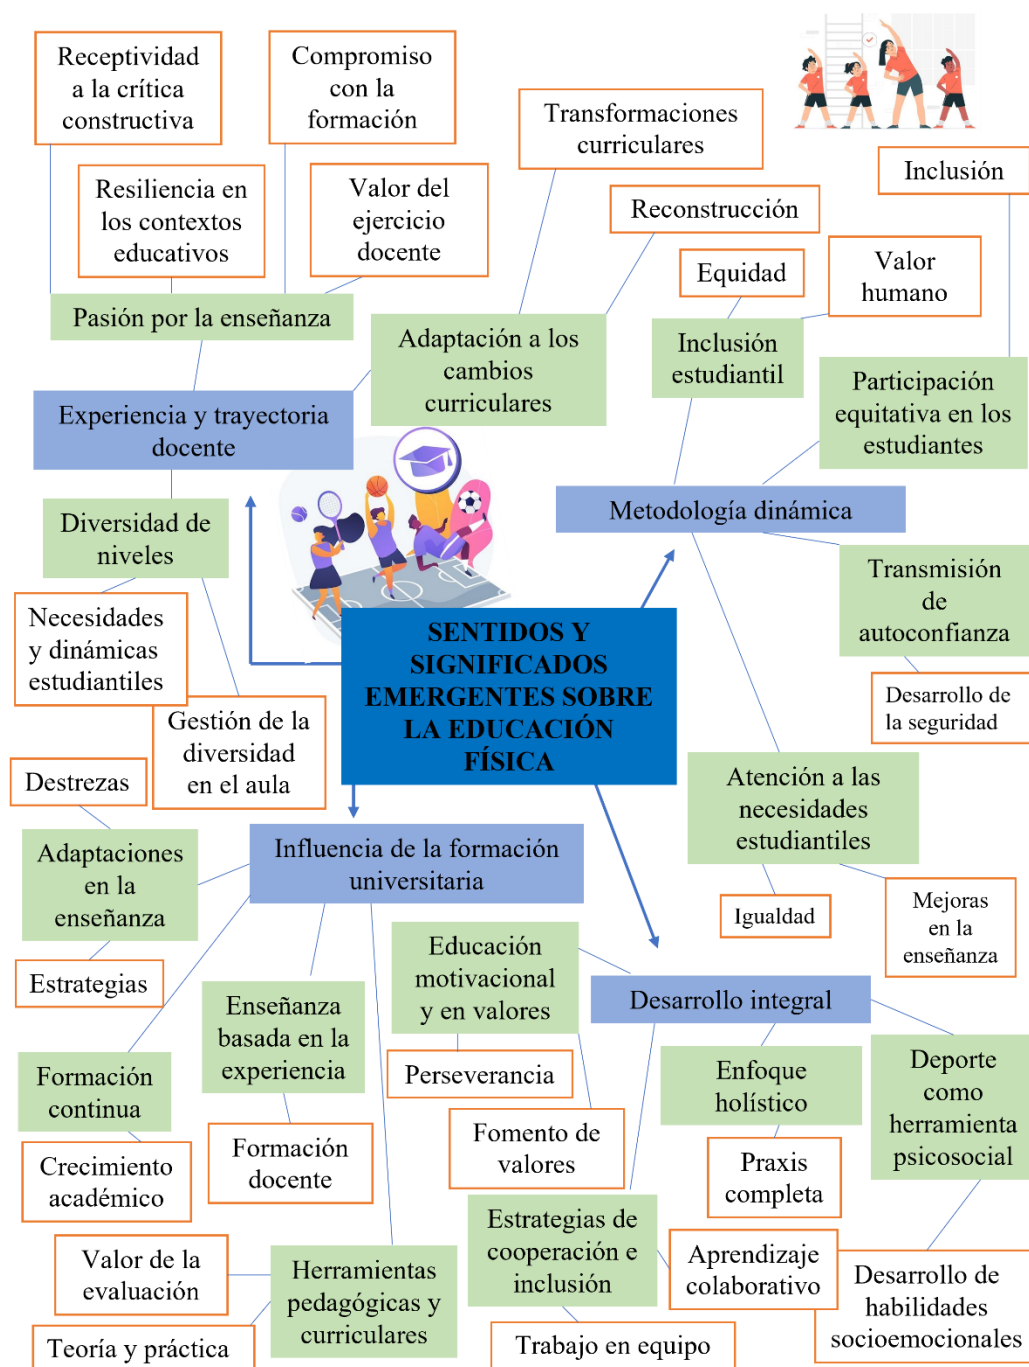 Receptividad
a la crítica
constructiva
Compromiso
con la
formación
Transformaciones
curriculares
Inclusión
Resiliencia en
los contextos
educativos
Valor del
ejercicio
docente
Reconstrucción
Equidad
Valor
humano
Pasión por la enseñanza
Adaptación a los
cambios
curriculares
Inclusión
estudiantil
Participación
equitativa en los
estudiantes
Experiencia y trayectoria
docente
Metodología dinámica
Diversidad de
niveles
Transmisión
de
autoconfianza
Necesidades
y dinámicas
estudiantiles
Gestión de la
diversidad
en el aula
SENTIDOS Y
SIGNIFICADOS
EMERGENTES SOBRE
LA EDUCACIÓN
FÍSICA
Desarrollo de
la seguridad
Destrezas
Atención a las
necesidades
estudiantiles
Adaptaciones
en la
enseñanza
Influencia de la formación
universitaria
Igualdad
Mejoras
en la
enseñanza
Estrategias
Educación
motivacional
y en valores
Desarrollo integral
Enseñanza
basada en la
experiencia
Perseverancia
Enfoque
holístico
Deporte
como
herramienta
psicosocial
Formación
continua
Crecimiento
académico
Formación
docente
Fomento de
valores
Praxis
completa
Valor de la
evaluación
Herramientas
pedagógicas y
curriculares
Estrategias de
cooperación e
inclusión
Aprendizaje
colaborativo
Desarrollo de
habilidades
socioemocionales
Teoría y práctica
Trabajo en equipo